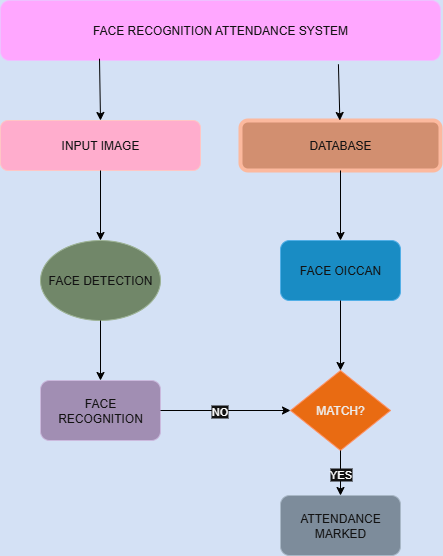 FACE RECOGNITION ATTENDANCE SYSTEM
INPUT IMAGE
DATABASE
FACE DETECTION
FACE OICCAN
FACE
RECOGNITION
NO
MATCH?
YES
ATTENDANCE
MARKED